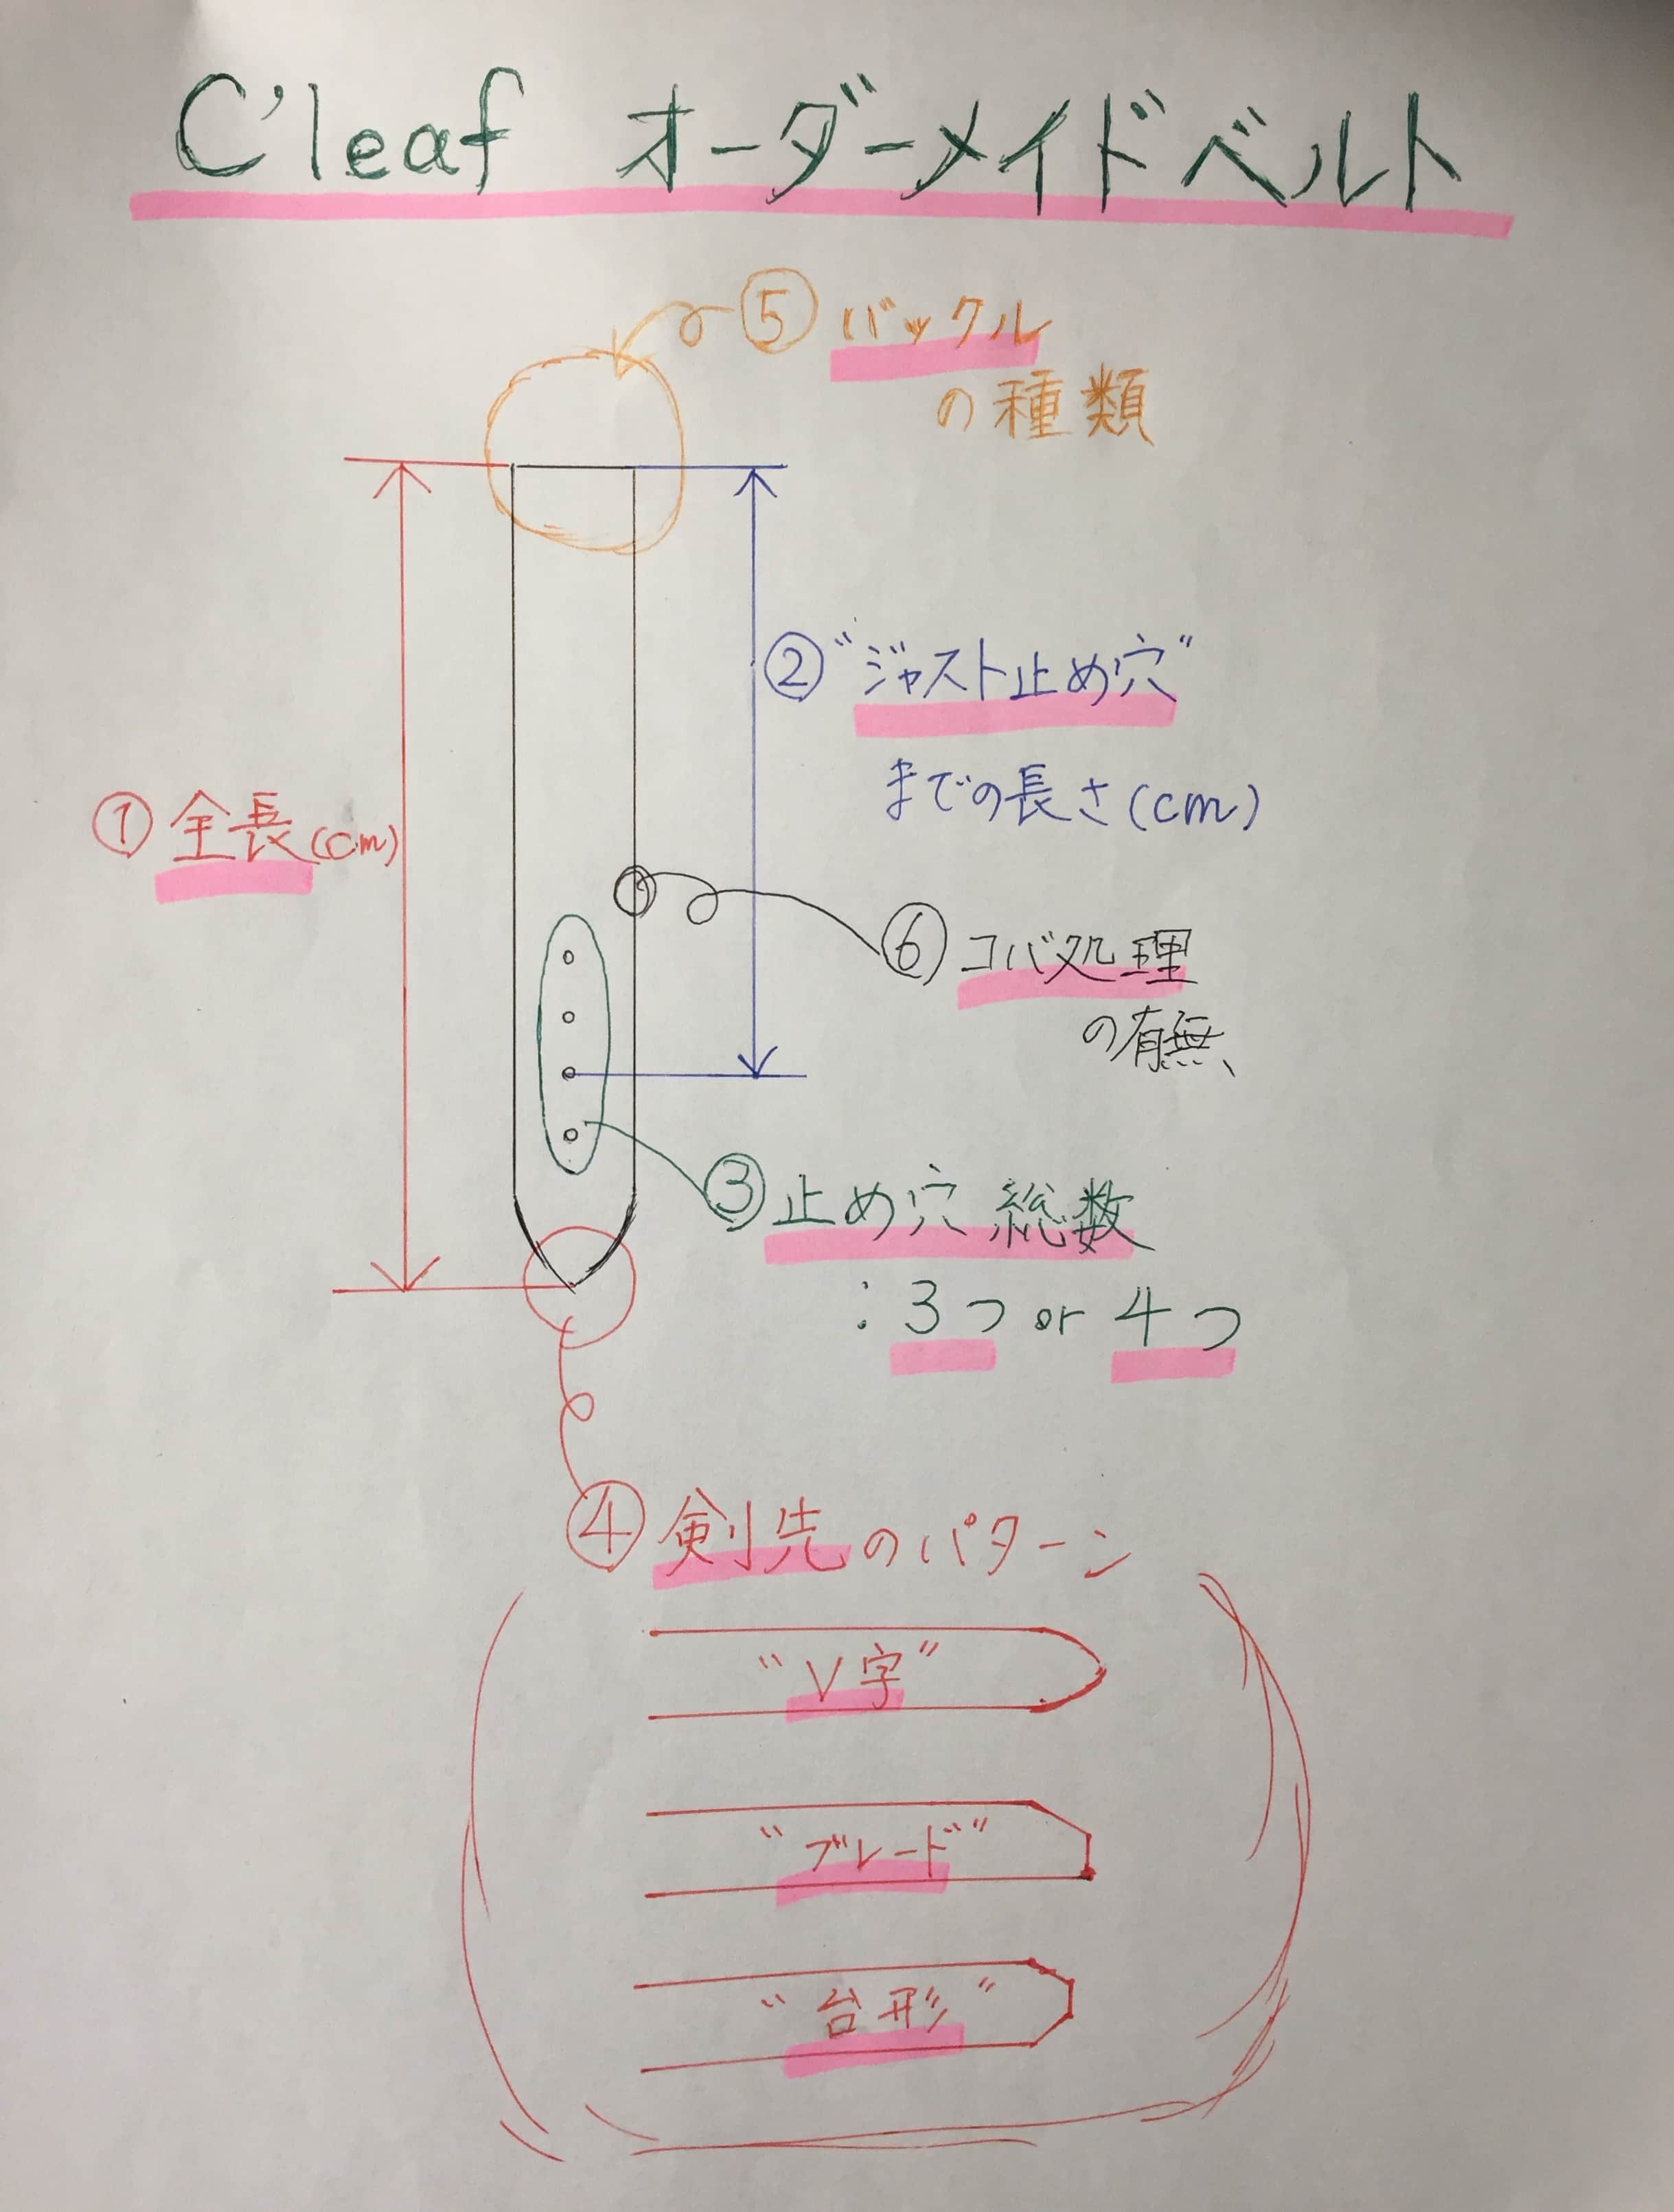 C'leaf オーダーメイドベルト
⑤ バックル
の種類
② "ジャスト止め穴"
までの長さ(cm)
① 全長(cm)
⑥ コバ処理
の有無
③ 止め穴 総数
: 3つ or 4つ
④ 剣先のパターン
"V字"
"ブレード"
"台形"